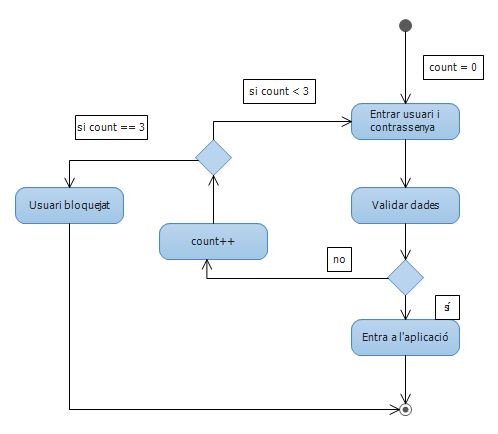 count = 0
si count < 3
Entrar usuari i
contrassenya
si count == 3
Usuari bloquejat
Validar dades
count++
no
sí
Entra a l'aplicació